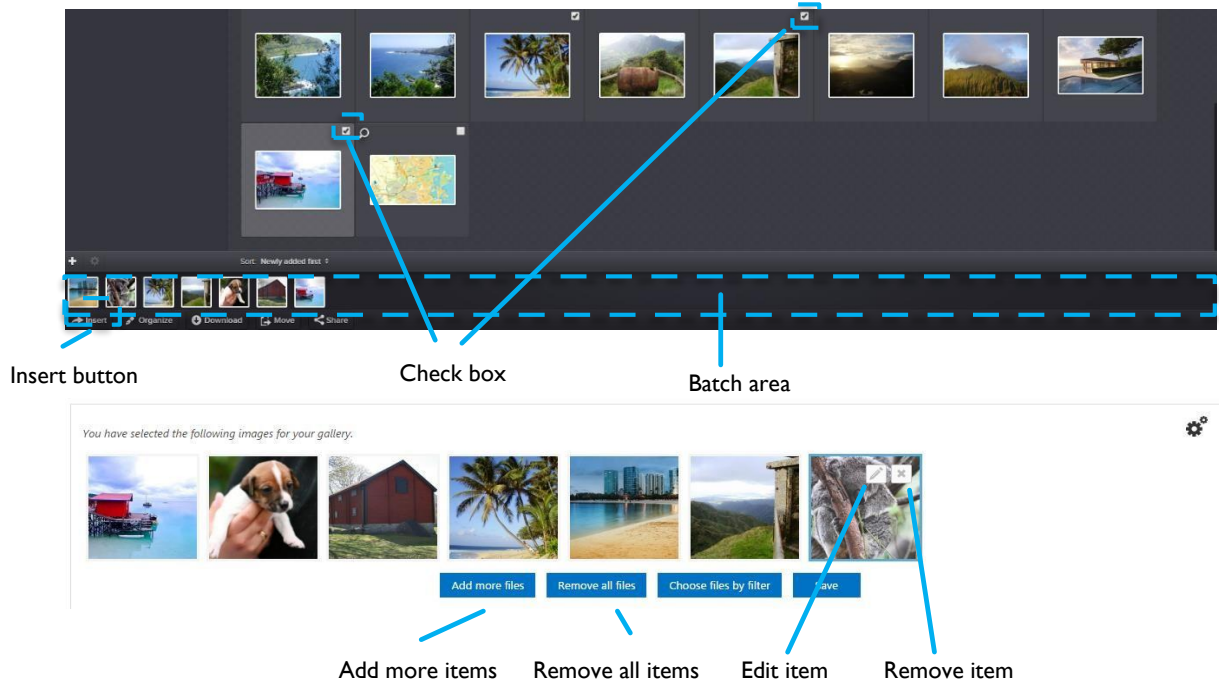 Sort: Newly added first
Insert
Organize
Download
Move
Share
Insert button
Check box
Batch area
You have selected the following images for your gallery.
Add more files
Remove all files
Choose files by filter
Save
Add more items
Remove all items
Edit item
Remove item